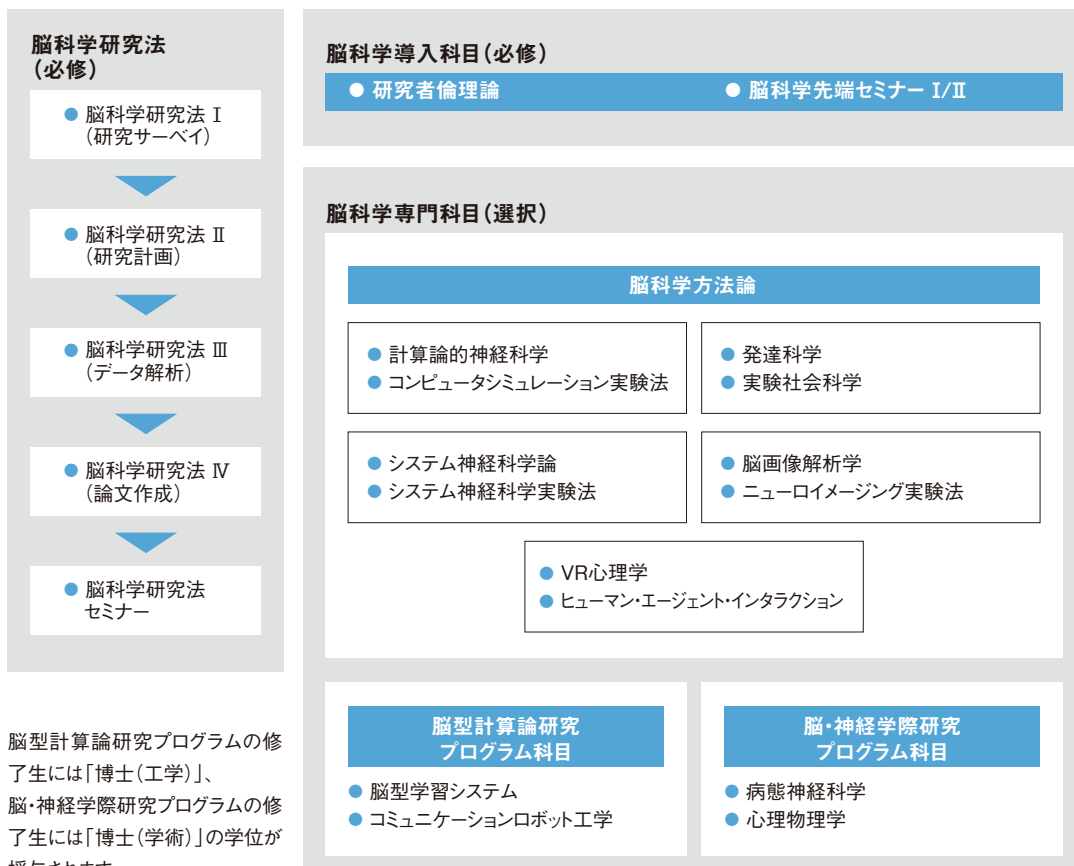 脳科学研究法
（必修）
● 脳科学研究法 Ⅰ
（研究サーベイ）
● 脳科学研究法 Ⅱ
（研究計画）
● 脳科学研究法 Ⅲ
（データ解析）
● 脳科学研究法 Ⅳ
（論文作成）
● 脳科学研究法
セミナー
脳型計算論研究プログラムの修
了生には「博士（工学）」、
脳・神経学際研究プログラムの修
了生には「博士（学術）」の学位が
脳科学導入科目（必修）
● 研究者倫理論
● 脳科学先端セミナー Ⅰ/Ⅱ
脳科学専門科目（選択）
脳科学方法論
● 計算論的神経科学
● コンピュータシミュレーション実験法
● 発達科学
● 実験社会科学
● システム神経科学論
● システム神経科学実験法
● 脳画像解析学
● ニューロイメージング実験法
● VR心理学
● ヒューマン・エージェント・インタラクション
脳型計算論研究
プログラム科目
● 脳型学習システム
● コミュニケーションロボット工学
脳・神経学際研究
プログラム科目
● 病態神経科学
● 心理物理学